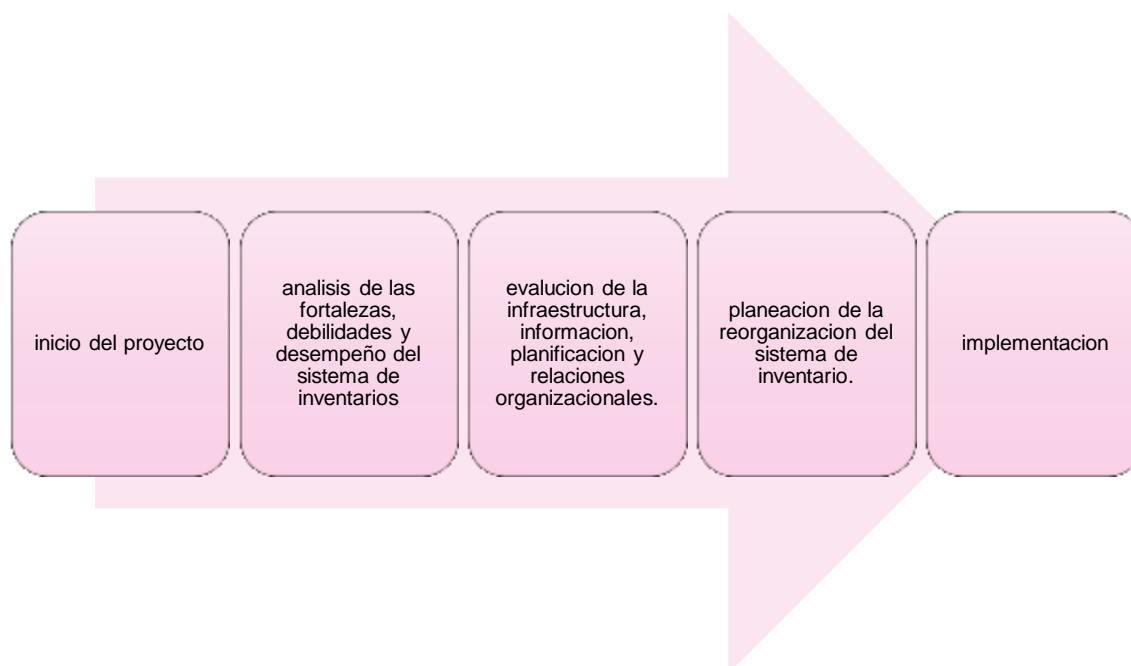 inicio del proyecto
analisis de las
fortalezas,
debilidades y
desempeño del
sistema de
inventarios
evalucion de la
infraestructura,
informacion,
planificacion y
relaciones
organizacionales.
planeacion de la
reorganizacion del
sistema de
inventario.
implementacion